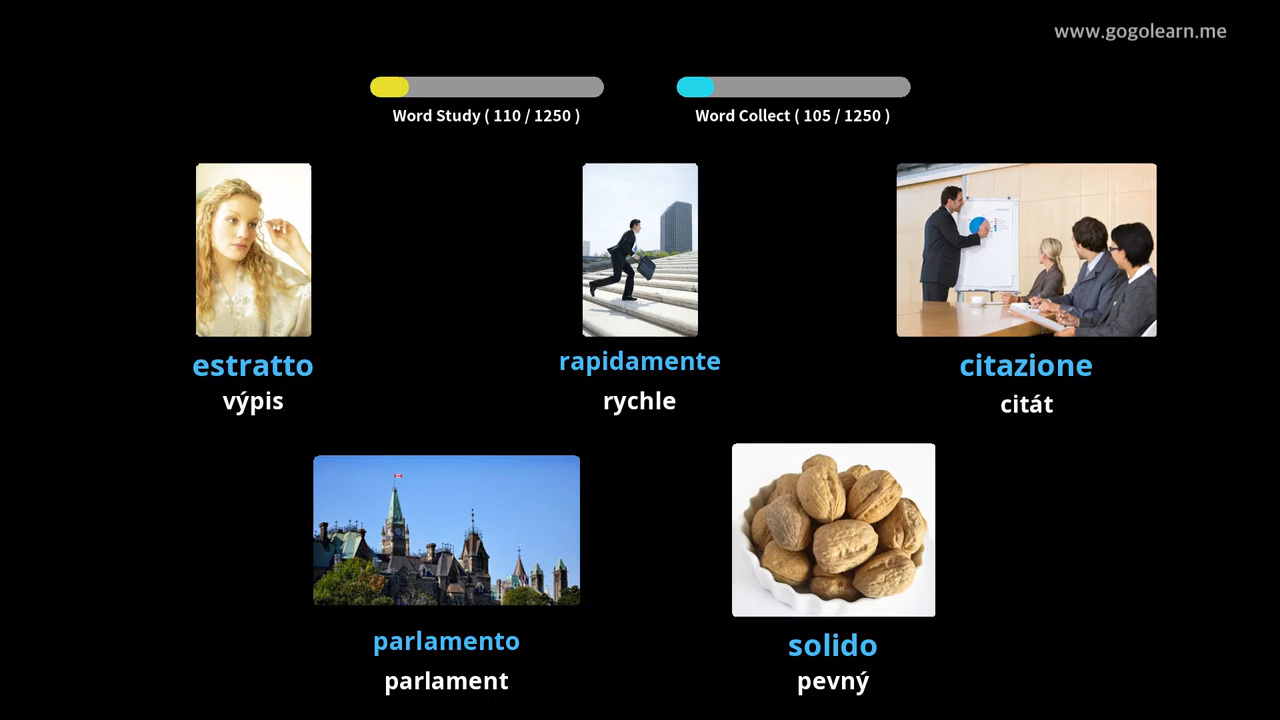 www.gogolearn.me
Word Study ( 110 / 1250 )
Word Collect ( 105 / 1250 )
estratto
výpis
rapidamente
rychle
citazione
citát
parlamento
parlament
solido
pevný